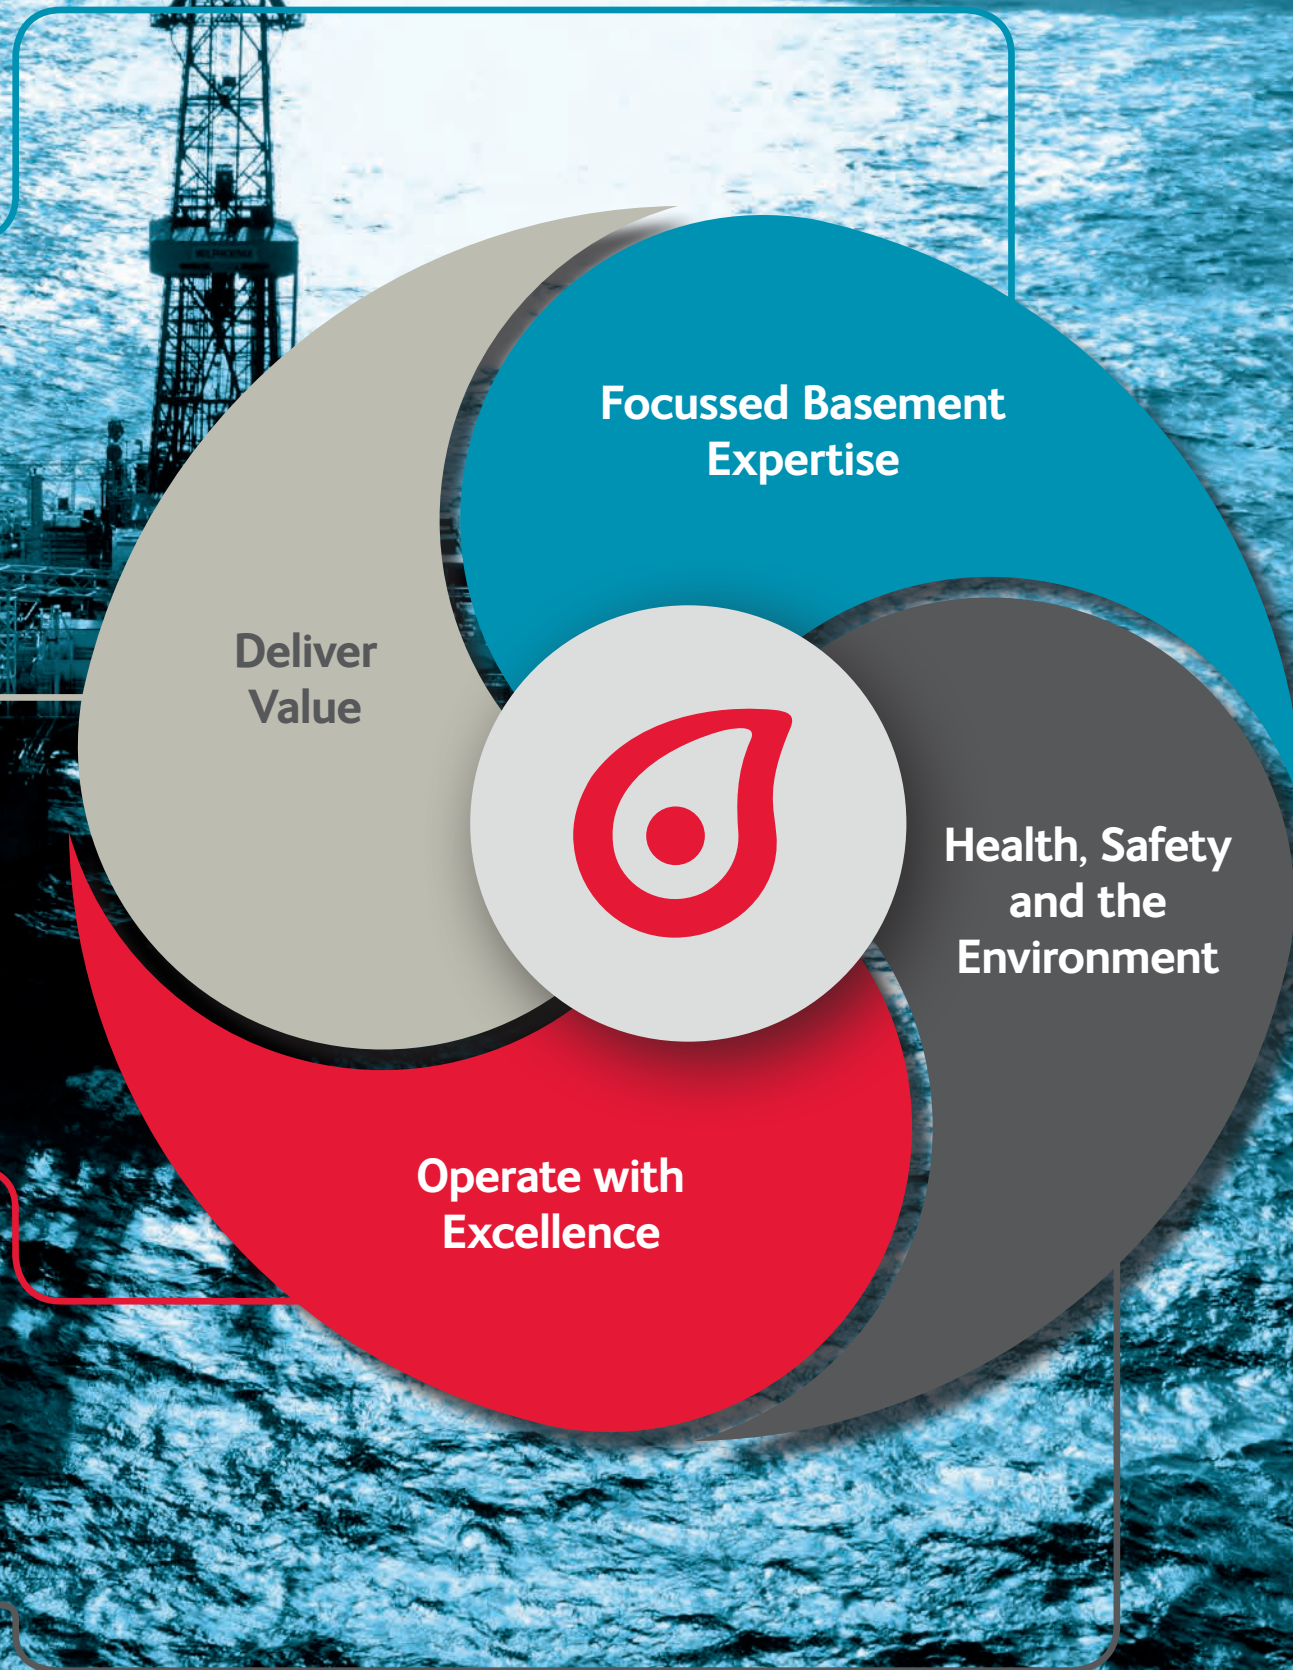 Focussed Basement
Expertise
Deliver
Value
Health, Safety
and the
Environment
Operate with
Excellence